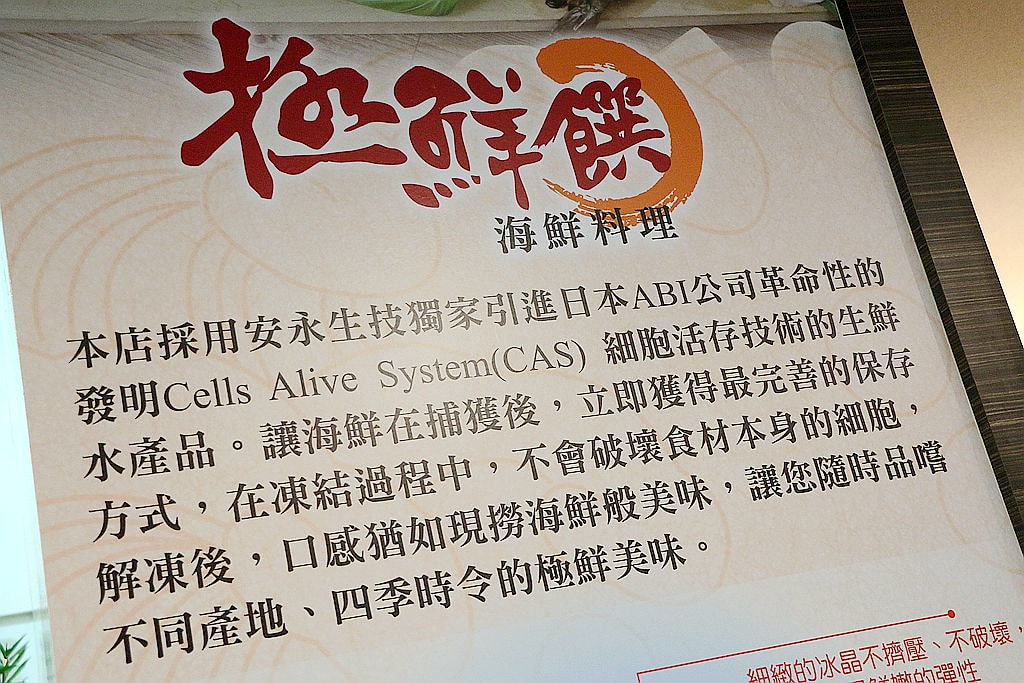 極鮮饌
海鮮料理
本店採用安永生技獨家引進日本ABI公司革命性的
發明Cells Alive System(CAS) 細胞活存技術的生鮮
水產品。讓海鮮在捕獲後，立即獲得最完善的保存
方式，在凍結過程中，不會破壞食材本身的細胞，
解凍後，口感猶如現撈海鮮般美味，讓您隨時品嚐
不同產地、四季時令的極鮮美味。
細緻的冰晶不擠壓、不破壞，
鮮嫩的彈性